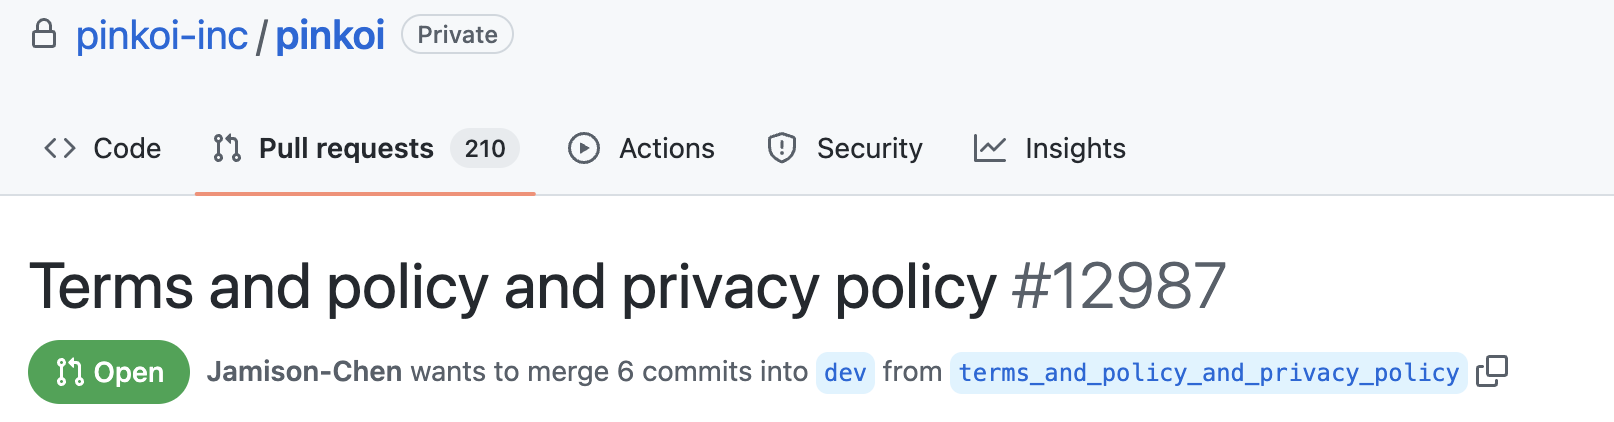 pinkoi-inc / pinkoi Private
Code Pull requests 210 Actions Security Insights
Terms and policy and privacy policy #12987
Open Jamison-Chen wants to merge 6 commits into dev from terms_and_policy_and_privacy_policy